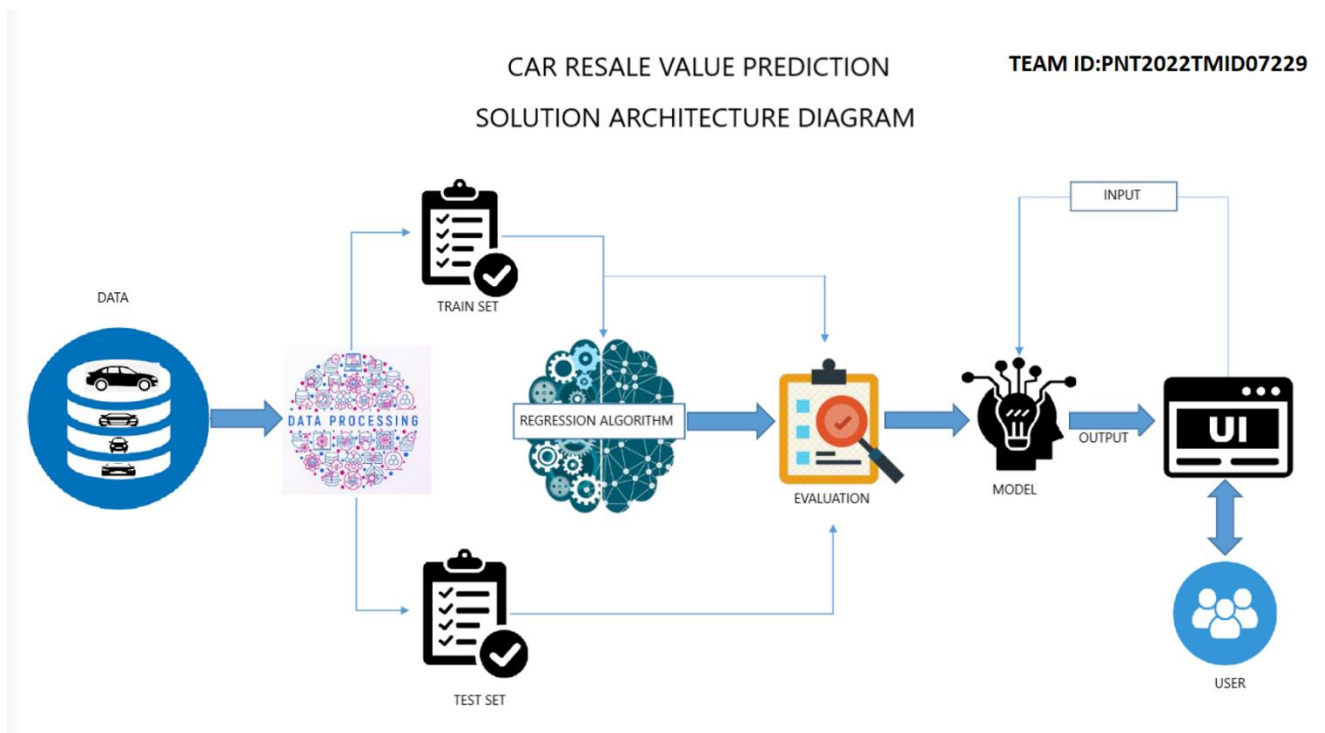 CAR RESALE VALUE PREDICTION
SOLUTION ARCHITECTURE DIAGRAM
TEAM ID:PNT2022TMID07229
INPUT
TRAIN SET
DATA
DATA PROCESSING
REGRESSION ALGORITHM
EVALUATION
MODEL
OUTPUT
UI
TEST SET
USER